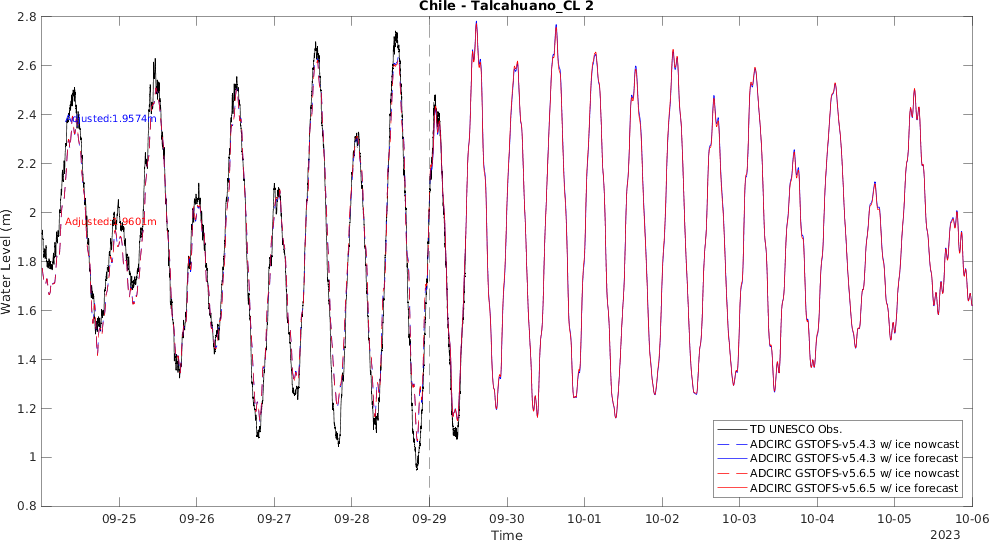 Chile - Talcahuano_CL 2
Water Level (m)
2.8
2.6
2.4
2.2
2
1.8
1.6
1.4
1.2
1
0.8
Adjusted:1.9574m
Adjusted:1.9601m
TD UNESCO Obs.
ADCIRC GSTOFS-v5.4.3 w/ ice nowcast
ADCIRC GSTOFS-v5.4.3 w/ ice forecast
ADCIRC GSTOFS-v5.6.5 w/ ice nowcast
ADCIRC GSTOFS-v5.6.5 w/ ice forecast
09-25 09-26 09-27 09-28 09-29 09-30 10-01 10-02 10-03 10-04 10-05 10-06
Time
2023